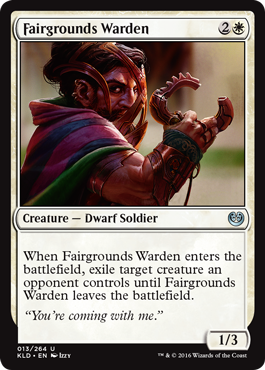 Fairgrounds Warden 2
Creature — Dwarf Soldier
When Fairgrounds Warden enters the
battlefield, exile target creature an
opponent controls until Fairgrounds
Warden leaves the battlefield.
“You’re coming with me.”
1/3
013/264 U
KLD • EN Izzy
™ & © 2016 Wizards of the Coast